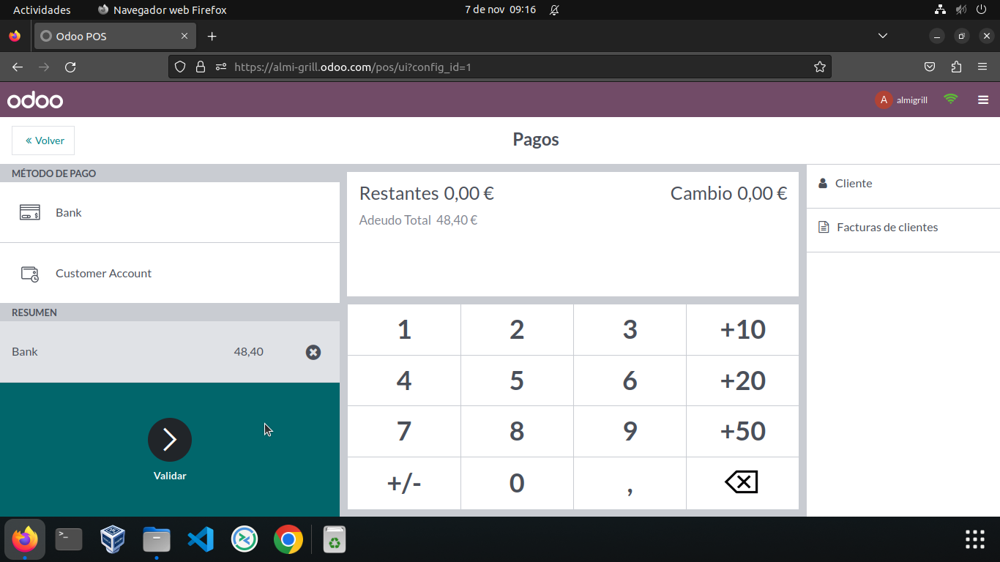 Actividades
Navegador web Firefox
7 de nov 09:16
Odoo POS
https://almi-grill.odoo.com/pos/ui?config_id=1
odoo
A almigrill
« Volver
Pagos
MÉTODO DE PAGO
Bank
Customer Account
RESUMEN
Bank 48,40
Validar
Restantes 0,00 €
Cambio 0,00 €
Adeudo Total 48,40 €
1 2 3 +10
4 5 6 +20
7 8 9 +50
+/- 0 ,
Cliente
Facturas de clientes